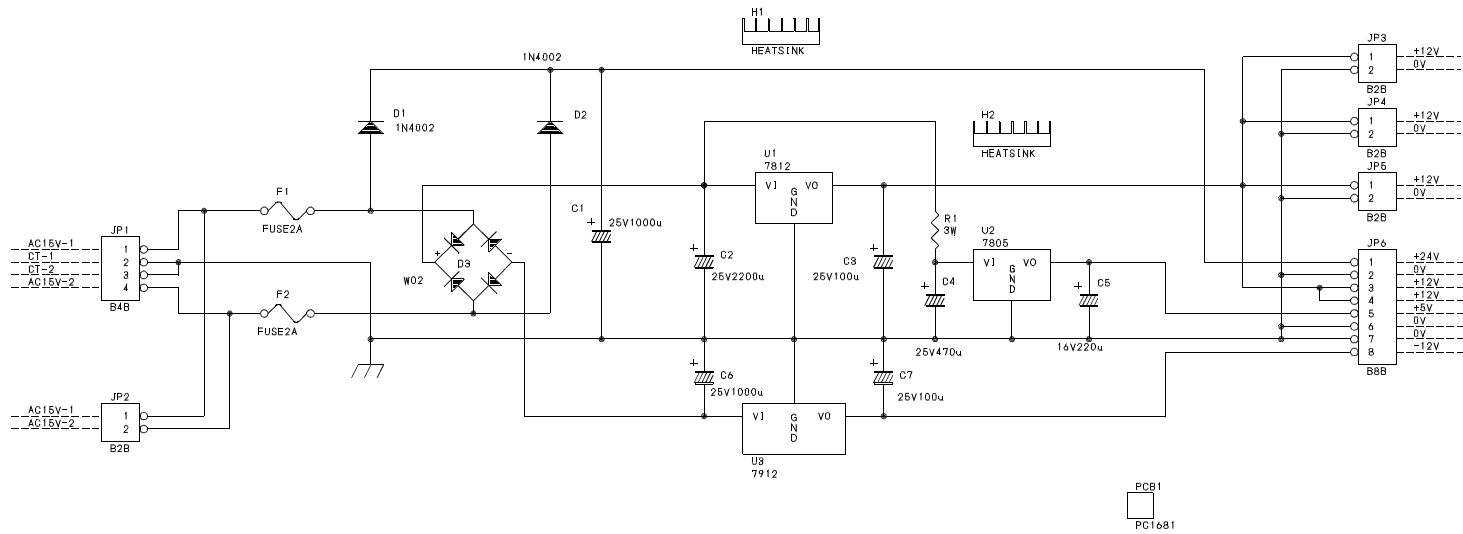 H1
HEATSINK
1N4002
D1
1N4002
D2
H2
HEATSINK
JP3
1 +12V
2 0V
B2B
JP4
1 +12V
2 0V
B2B
JP5
1 +12V
2 0V
B2B
U1
7812
VI GND VO
F1
FUSE2A
C1
+
25V1000u
R1
3W
U2
7805
VI GND VO
JP1
AC15V-1 1
CT-1 2
CT-2 3
AC15V-2 4
B4B
+ -
D3
W02
+
C2
25V2200u
+
C3
25V100u
+
C4
25V470u
+
C5
16V220u
JP6
1 +24V
2 0V
3 +12V
4 +12V
5 +5V
6 0V
7 0V
8 -12V
B8B
F2
FUSE2A
+
C6
25V1000u
+
C7
25V100u
JP2
AC15V-1 1
AC15V-2 2
B2B
VI GND VO
U3
7912
PCB1
PC1681